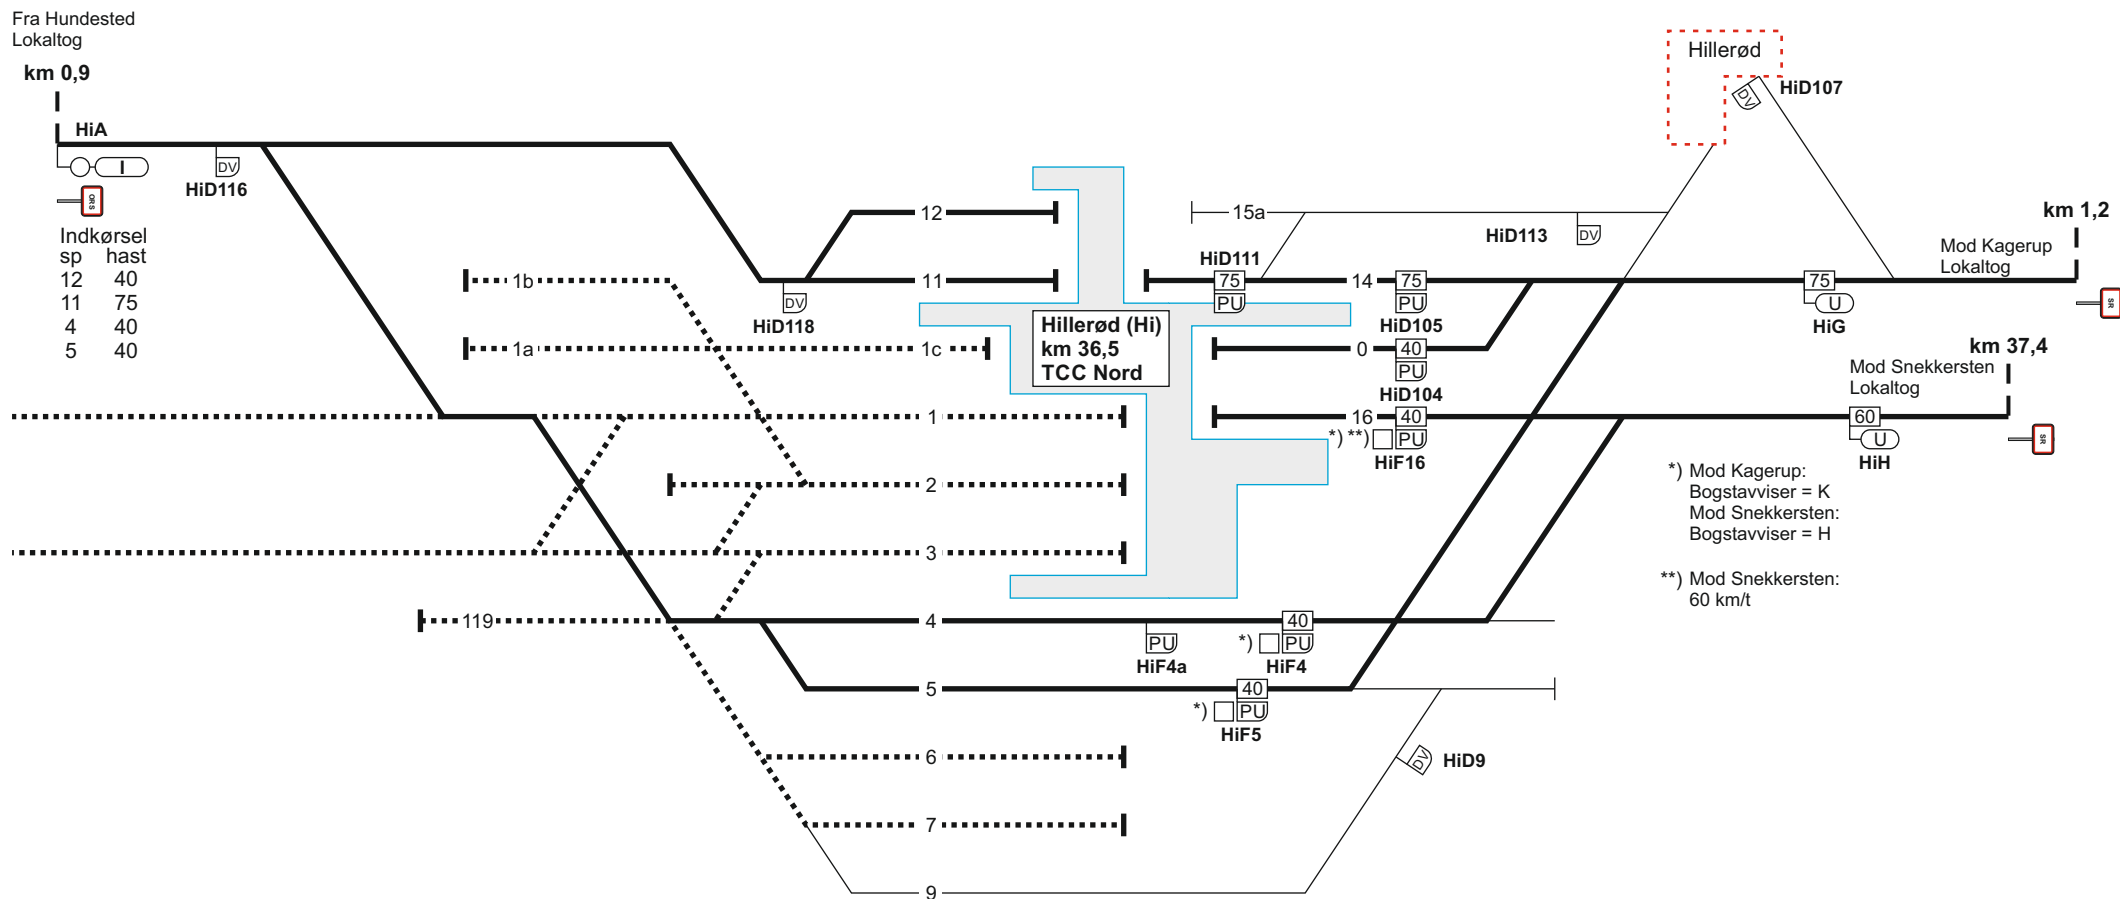 Fra Hundested
Lokaltog
km 0,9
HiA
I
DV
HiD116
ORS
Indkørsel
sp hast
12 40
11 75
4 40
5 40
Hillerød
DV
HiD107
12
15a
HiD113
DV
km 1,2
Mod Kagerup
Lokaltog
1b
11
DV
HiD118
HiD111
75
PU
14
75
PU
HiD105
75
U
HiG
SR
1a
1c
Hillerød (Hi)
km 36,5
TCC Nord
0
40
PU
HiD104
km 37,4
Mod Snekkersten
Lokaltog
1
16
40
*) **)
PU
HiF16
60
U
HiH
SR
*) Mod Kagerup:
Bogstavviser = K
Mod Snekkersten:
Bogstavviser = H
**) Mod Snekkersten:
60 km/t
2
3
119
4
PU
HiF4a
40
*)
PU
HiF4
5
40
*)
PU
HiF5
6
DV
HiD9
7
9